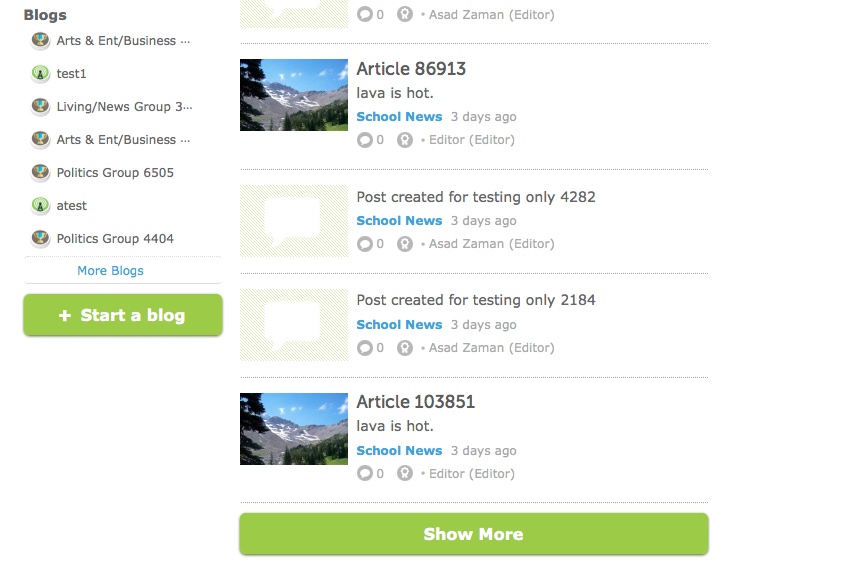 Blogs
Arts & Ent/Business ...
test1
Living/News Group 3...
Arts & Ent/Business ...
Politics Group 6505
atest
Politics Group 4404
More Blogs
+ Start a blog
0 • Asad Zaman (Editor)
Article 86913
lava is hot.
School News 3 days ago
0 • Editor (Editor)
Post created for testing only 4282
School News 3 days ago
0 • Asad Zaman (Editor)
Post created for testing only 2184
School News 3 days ago
0 • Asad Zaman (Editor)
Article 103851
lava is hot.
School News 3 days ago
0 • Editor (Editor)
Show More